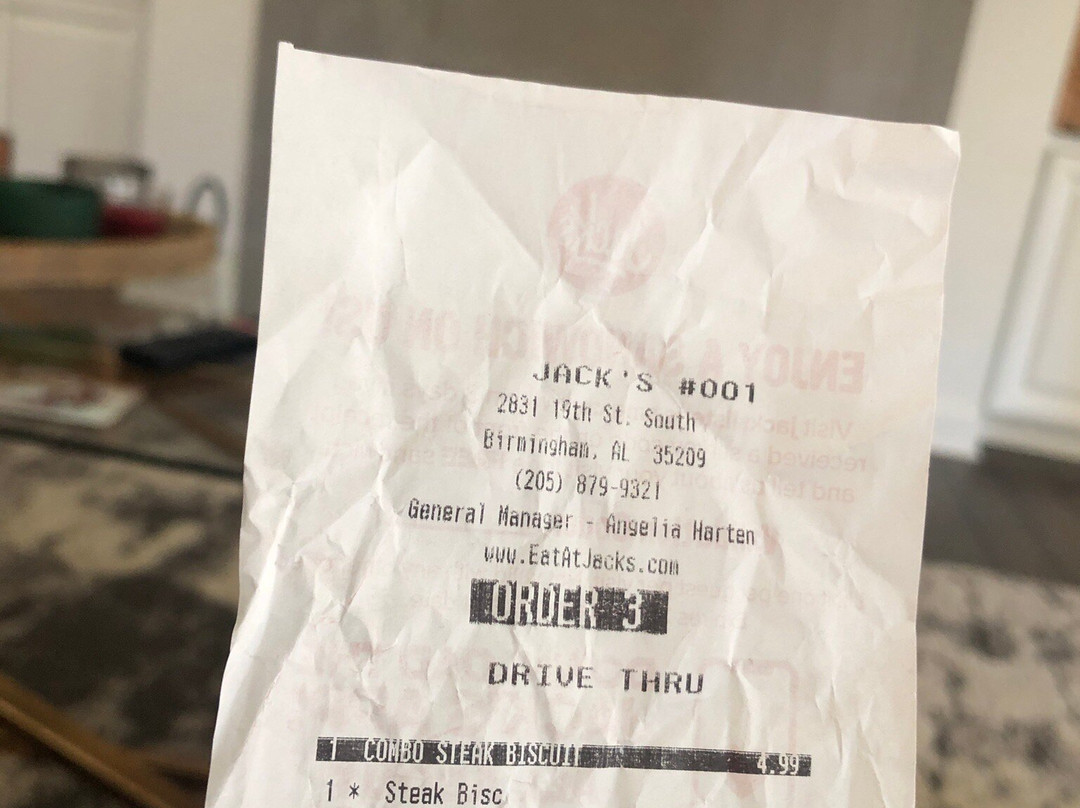 JACK'S #001
2831 19th St. South
Birmingham, AL 35209
(205) 879-9321
General Manager - Angelia Harten
www.EatAtJacks.com
ORDER 3
DRIVE THRU
1 COMBO STEAK BISCUIT 4.99
1 * Steak Bisc